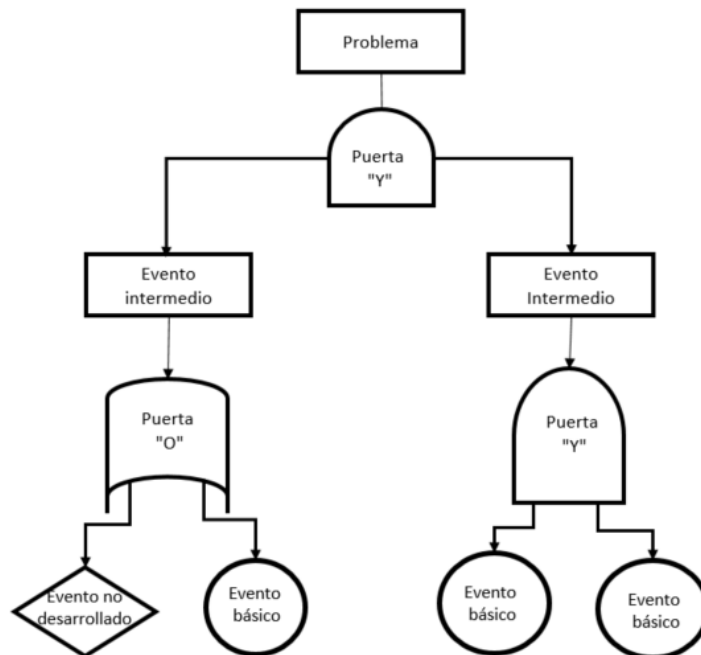 Problema
Puerta
"Y"
Evento
intermedio
Evento
Intermedio
Puerta
"O"
Puerta
"Y"
Evento no
desarrollado
Evento
básico
Evento
básico
Evento
básico